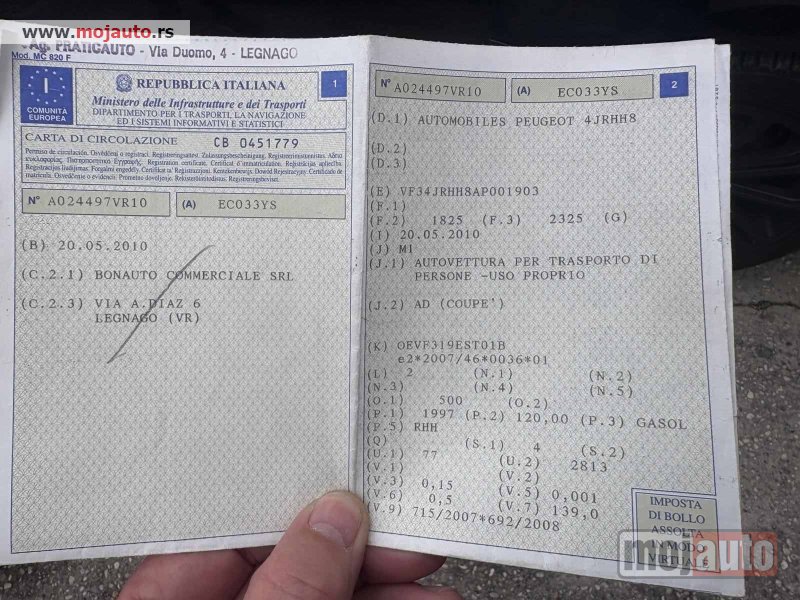 www.mojauto.rs
Ag. PRATICAUTO - Via Duomo, 4 - LEGNAGO
Mod. MC 820 F
I
COMUNITÀ
EUROPEA
REPUBBLICA ITALIANA
1
Ministero delle Infrastrutture e dei Trasporti
DIPARTIMENTO PER I TRASPORTI, LA NAVIGAZIONE
ED I SISTEMI INFORMATIVI E STATISTICI
CARTA DI CIRCOLAZIONE CB 0451779
N° A024497VR10 (A) EC033YS
(B) 20.05.2010
(C.2.1) BONAUTO COMMERCIALE SRL
(C.2.3) VIA A.DIAZ 6
LEGNAGO (VR)
N° A024497VR10 (A) EC033YS 2
(D.1) AUTOMOBILES PEUGEOT 4JRHH8
(D.2)
(D.3)
(E) VF34JRHH8AP001903
(F.1)
(F.2) 1825 (F.3) 2325 (G)
(I) 20.05.2010
(J) M1
(J.1) AUTOVETTURA PER TRASPORTO DI
PERSONE -USO PROPRIO
(J.2) AD (COUPE')
(K) OEVF319EST01B
e2*2007/46*0036*01
(L) 2 (N.1) (N.2)
(N.3) (N.4) (N.5)
(O.1) 500 (O.2)
(P.1) 1997 (P.2) 120,00 (P.3) GASOL
(P.5) RHH
(Q) (S.1) 4 (S.2)
(U.1) 77 (U.2) 2813
(V.1) (V.2)
(V.3) 0,15 (V.5) 0,001
(V.6) 0,5 (V.7) 139,0
(V.9) 715/2007*692/2008
IMPOSTA
DI BOLLO
ASSOLTA
IN MODO
VIRTUALE
mojauto